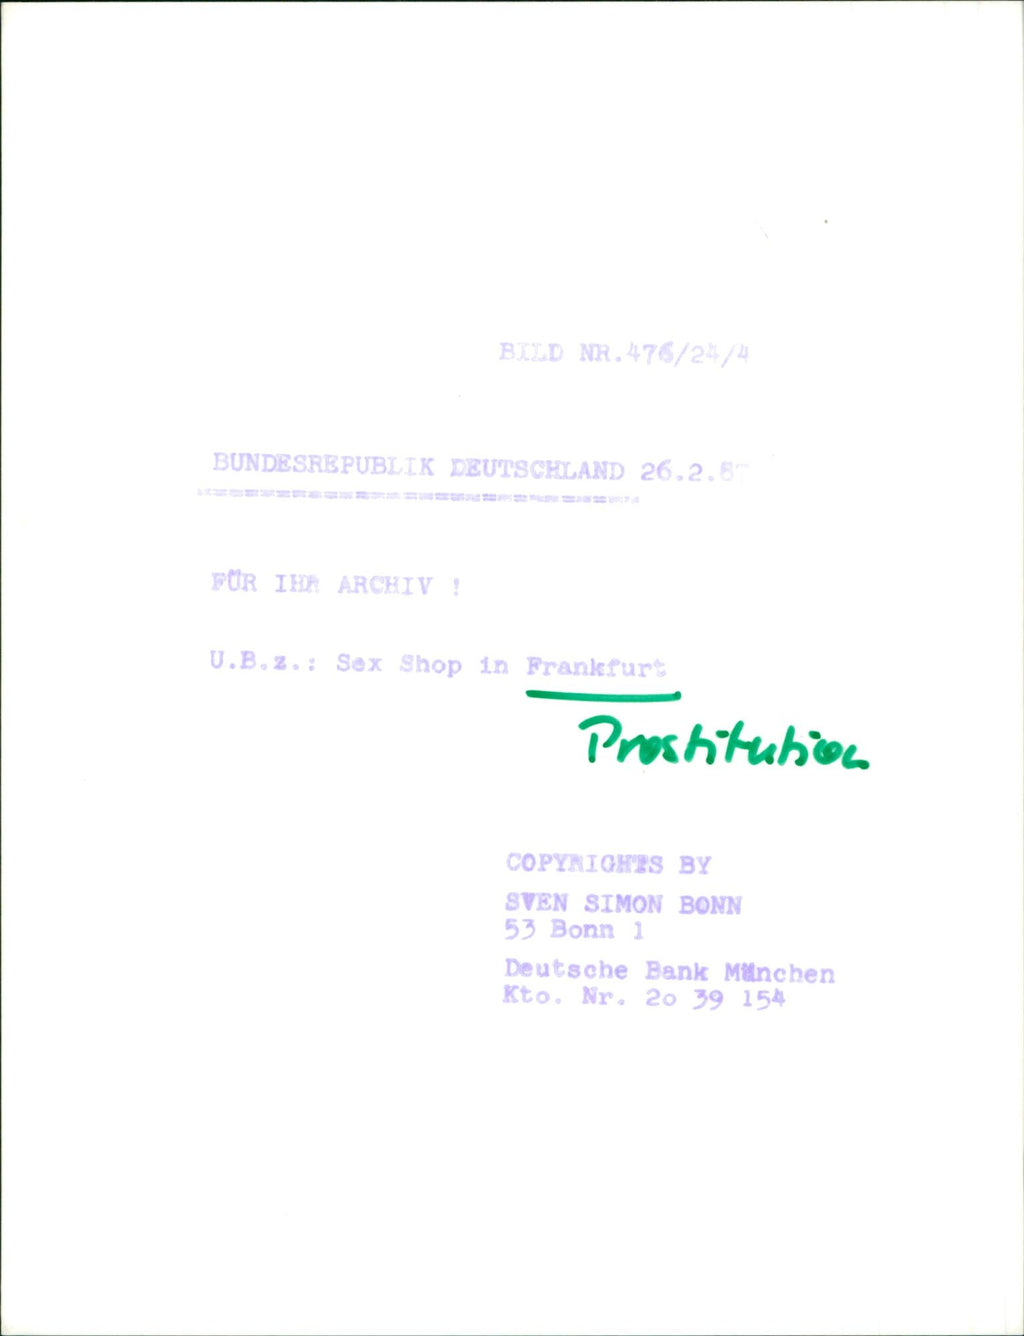 BILD NR.476/24/4
BUNDESREPUBLIK DEUTSCHLAND 26.2.
FÜR IHR ARCHIV !
U.B.z.: Sex Shop in Frankfurt
Prostitution
COPYRIGHTS BY
SVEN SIMON BONN
53 Bonn 1
Deutsche Bank München
Kto. Nr. 2o 39 154